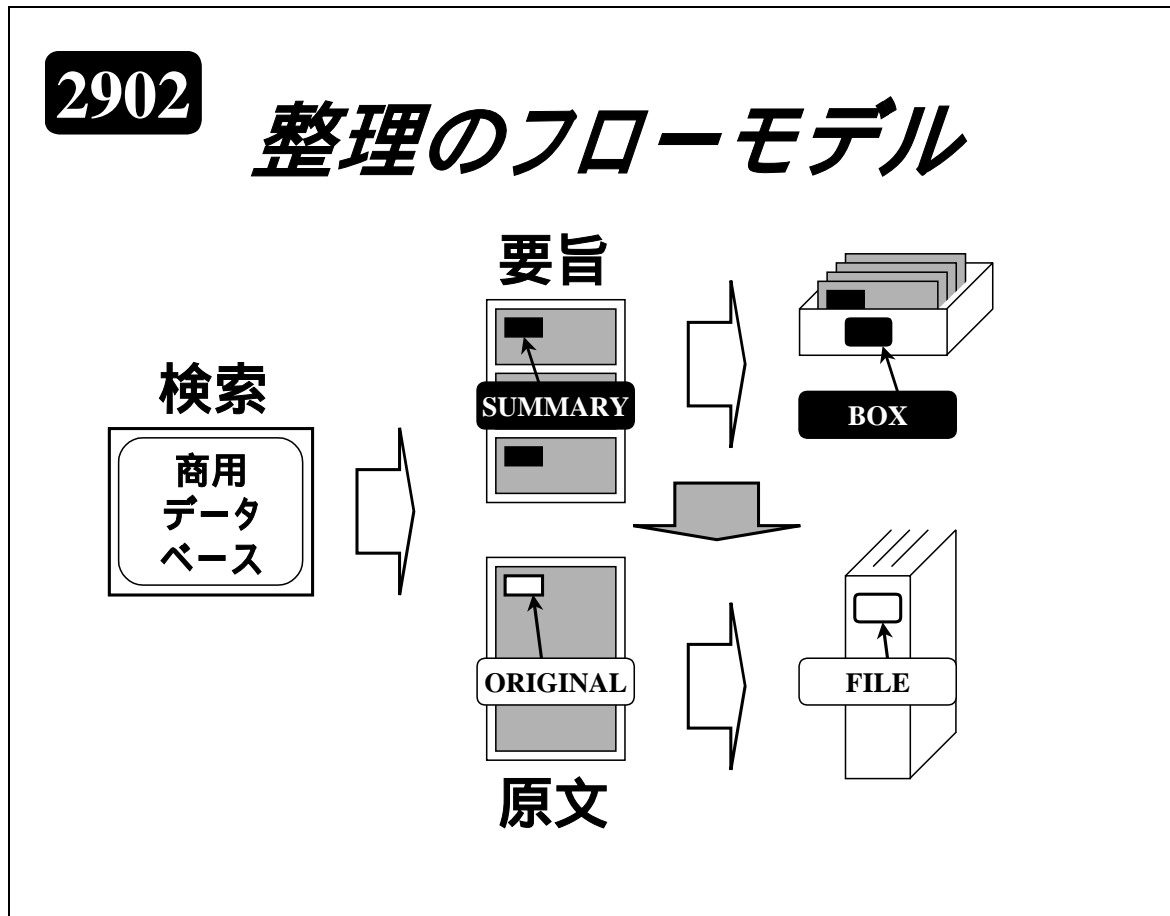 2902
整理のフローモデル
検索
商用
データ
ベース
要旨
SUMMARY
BOX
ORIGINAL
原文
FILE